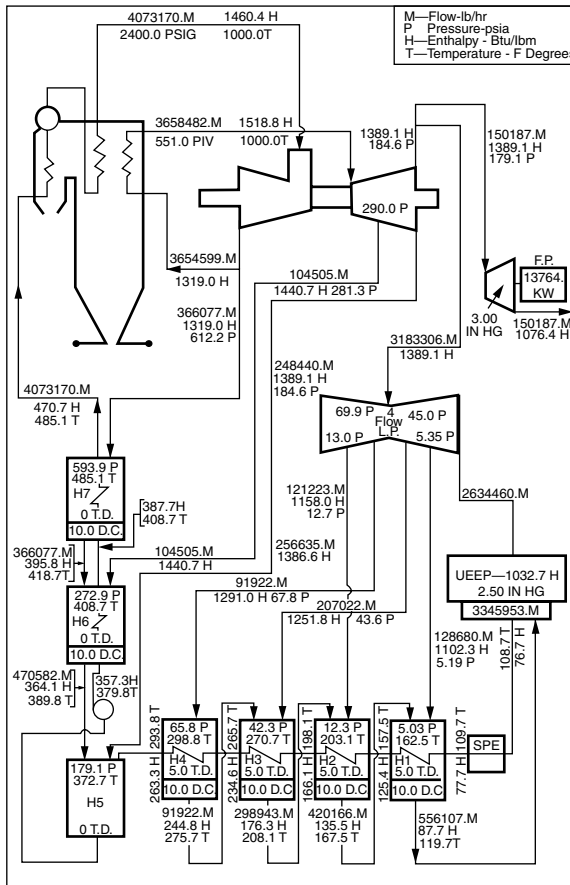 M—Flow-lb/hr
P   Pressure-psia
H—Enthalpy - Btu/lbm
T—Temperature - F Degrees
4073170.M 1460.4 H
2400.0 PSIG 1000.0T
3658482.M 1518.8 H
551.0 PIV 1000.0T
1389.1 H
184.6 P
150187.M
1389.1 H
179.1 P
290.0 P
F.P.
13764.
KW
3.00
IN HG
150187.M
1076.4 H
3654599.M
1319.0 H
104505.M
1440.7 H 281.3 P
366077.M
1319.0 H
612.2 P
3183306.M
1389.1 H
248440.M
1389.1 H
184.6 P
4073170.M
470.7 H
485.1 T
69.9 P 4 45.0 P
Flow
L.P.
13.0 P 5.35 P
593.9 P
485.1 T
H7
0 T.D.
10.0 D.C.
387.7H
408.7 T
121223.M
1158.0 H
12.7 P
2634460.M
366077.M
395.8 H
418.7T
104505.M
1440.7 H
256635.M
1386.6 H
91922.M
1291.0 H 67.8 P
207022.M
1251.8 H 43.6 P
UEEP—1032.7 H
2.50 IN HG
3345953.M
272.9 P
408.7 T
H6
0 T.D.
10.0 D.C.
128680.M
1102.3 H
5.19 P
108.7 T
76.7 H
470582.M
364.1 H
389.8 T
357.3H
379.8T
179.1 P
372.7 T
H5
0 T.D.
293.8 T
263.3 H
65.8 P
298.8 T
H4
5.0 T.D.
10.0 D.C.
265.7 T
234.6 H
42.3 P
270.7 T
H3
5.0 T.D.
10.0 D.C.
198.1 T
166.1 H
12.3 P
203.1 T
H2
5.0 T.D.
10.0 D.C.
157.5 T
125.4 H
5.03 P
162.5 T
H1
5.0 T.D.
10.0 D.C.
109.7 T
77.7 H
SPE
91922.M
244.8 H
275.7 T
298943.M
176.3 H
208.1 T
420166.M
135.5 H
167.5 T
556107.M
87.7 H
119.7T